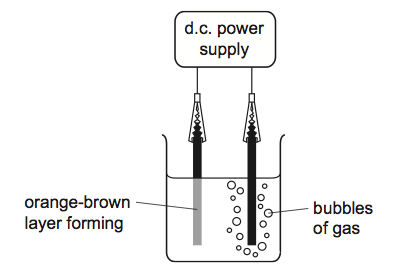 d.c. power
supply
orange-brown
layer forming
bubbles
of gas